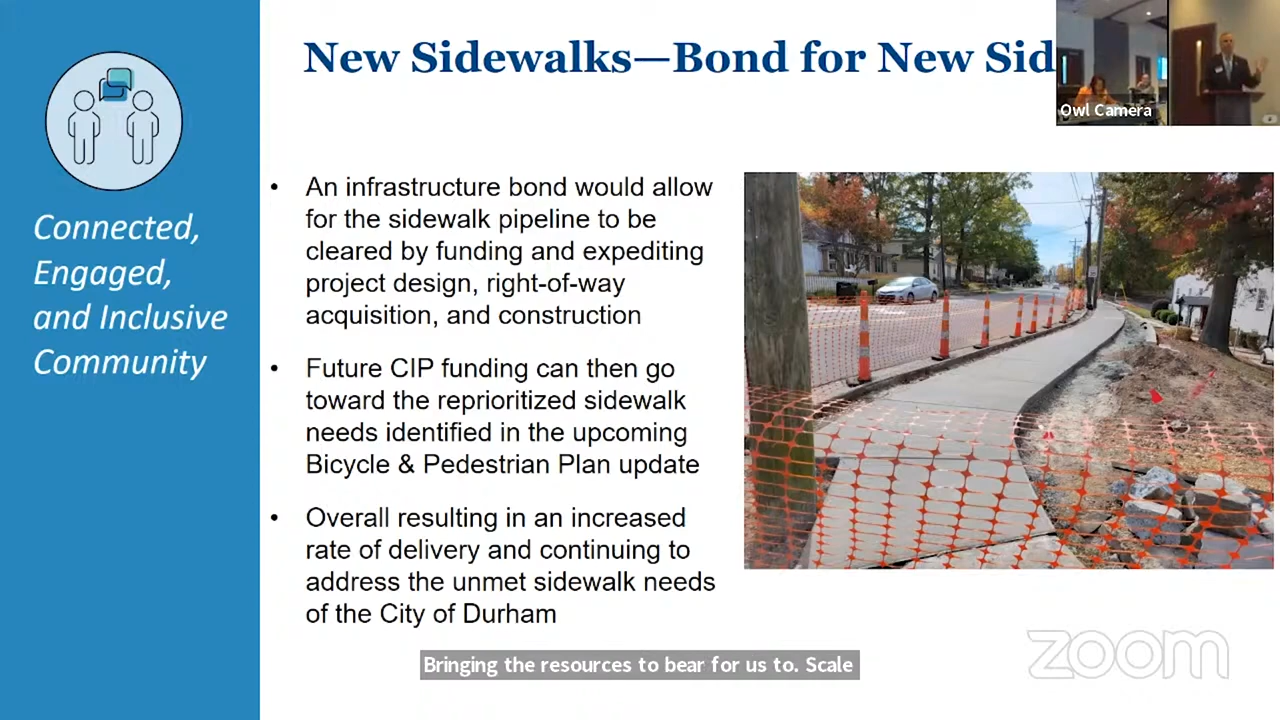 New Sidewalks—Bond for New Sid
Owl Camera
Connected,
Engaged,
and Inclusive
Community
• An infrastructure bond would allow
for the sidewalk pipeline to be
cleared by funding and expediting
project design, right-of-way
acquisition, and construction
• Future CIP funding can then go
toward the reprioritized sidewalk
needs identified in the upcoming
Bicycle & Pedestrian Plan update
• Overall resulting in an increased
rate of delivery and continuing to
address the unmet sidewalk needs
of the City of Durham
Bringing the resources to bear for us to. Scale
zoom